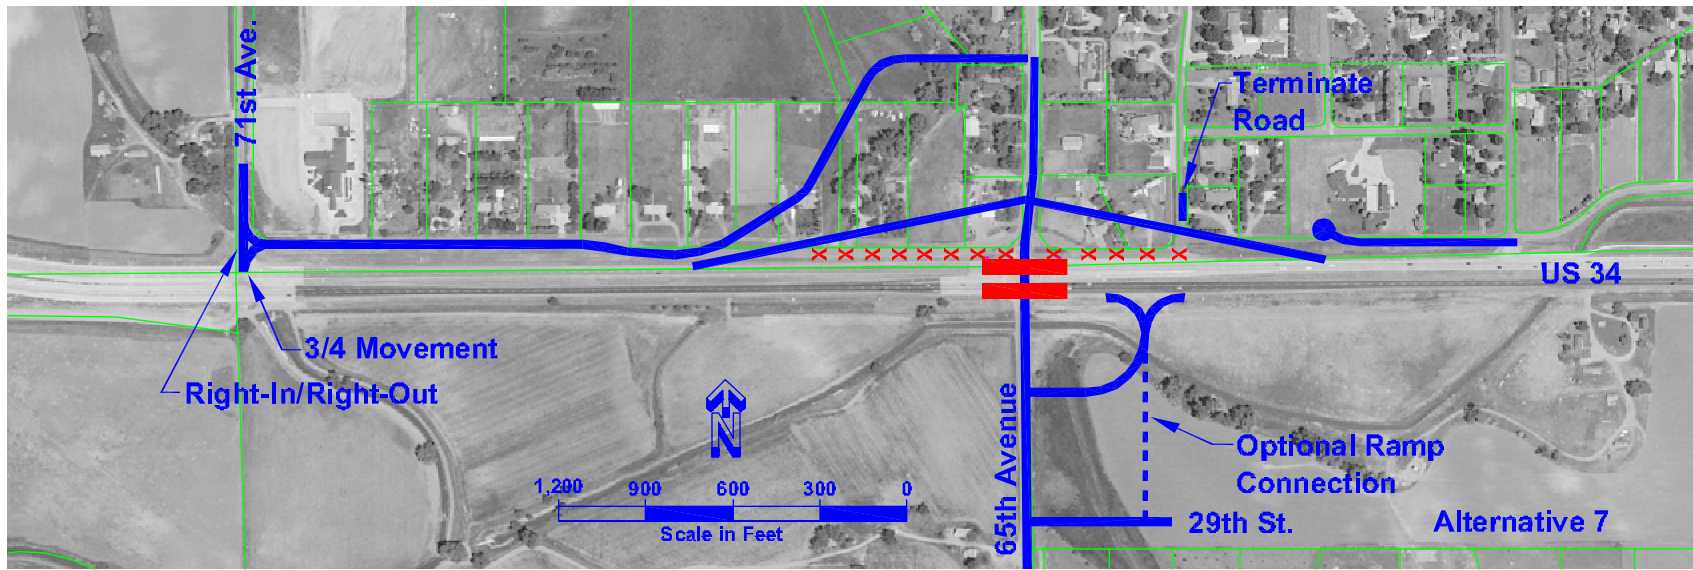 71st Ave.
Terminate
Road
US 34
3/4 Movement
Right-In/Right-Out
N
65th Avenue
Optional Ramp
Connection
1,200 900 600 300 0
Scale in Feet
29th St.
Alternative 7